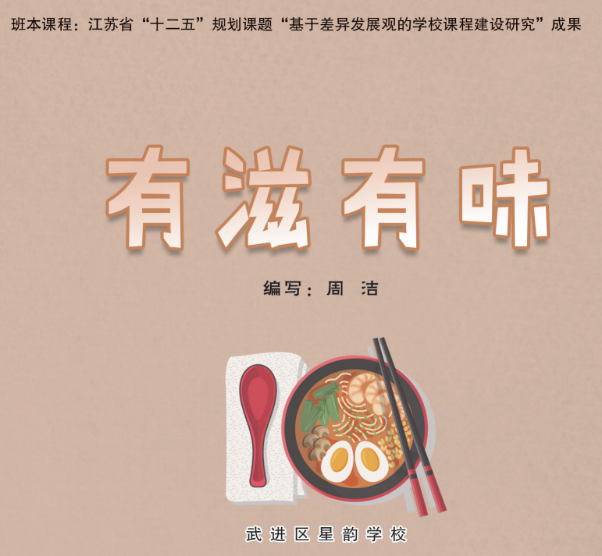 班本课程：江苏省“十二五”规划课题“基于差异发展观的学校课程建设研究”成果
有滋有味
编写：周 洁
武进区星韵学校